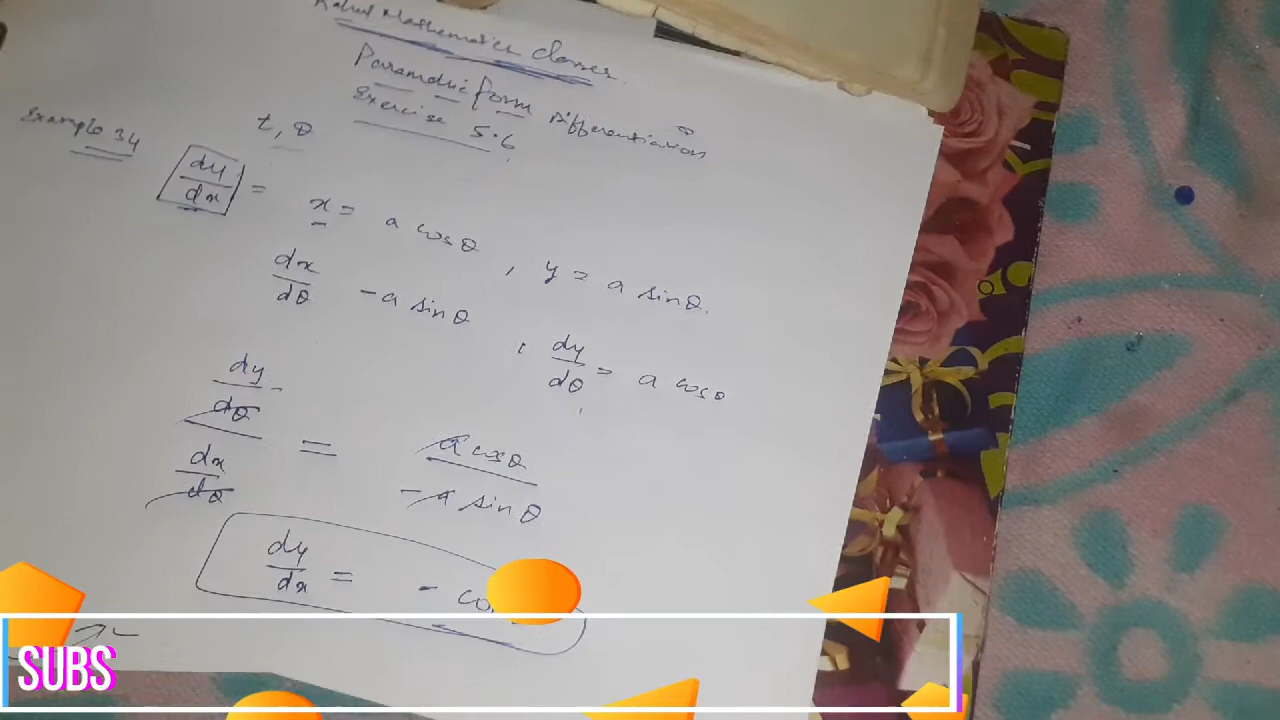 Rahul Mathematics Classes
Parametric form Differentiation
Exercise 5.6
Example 34
t, θ
dy/dx = x = a cosθ , y = a sinθ.
dx/dθ -a sinθ , dy/dθ = a cosθ
dy/dθ / dx/dθ = a cosθ / -a sinθ
dy/dx = -
SUBS